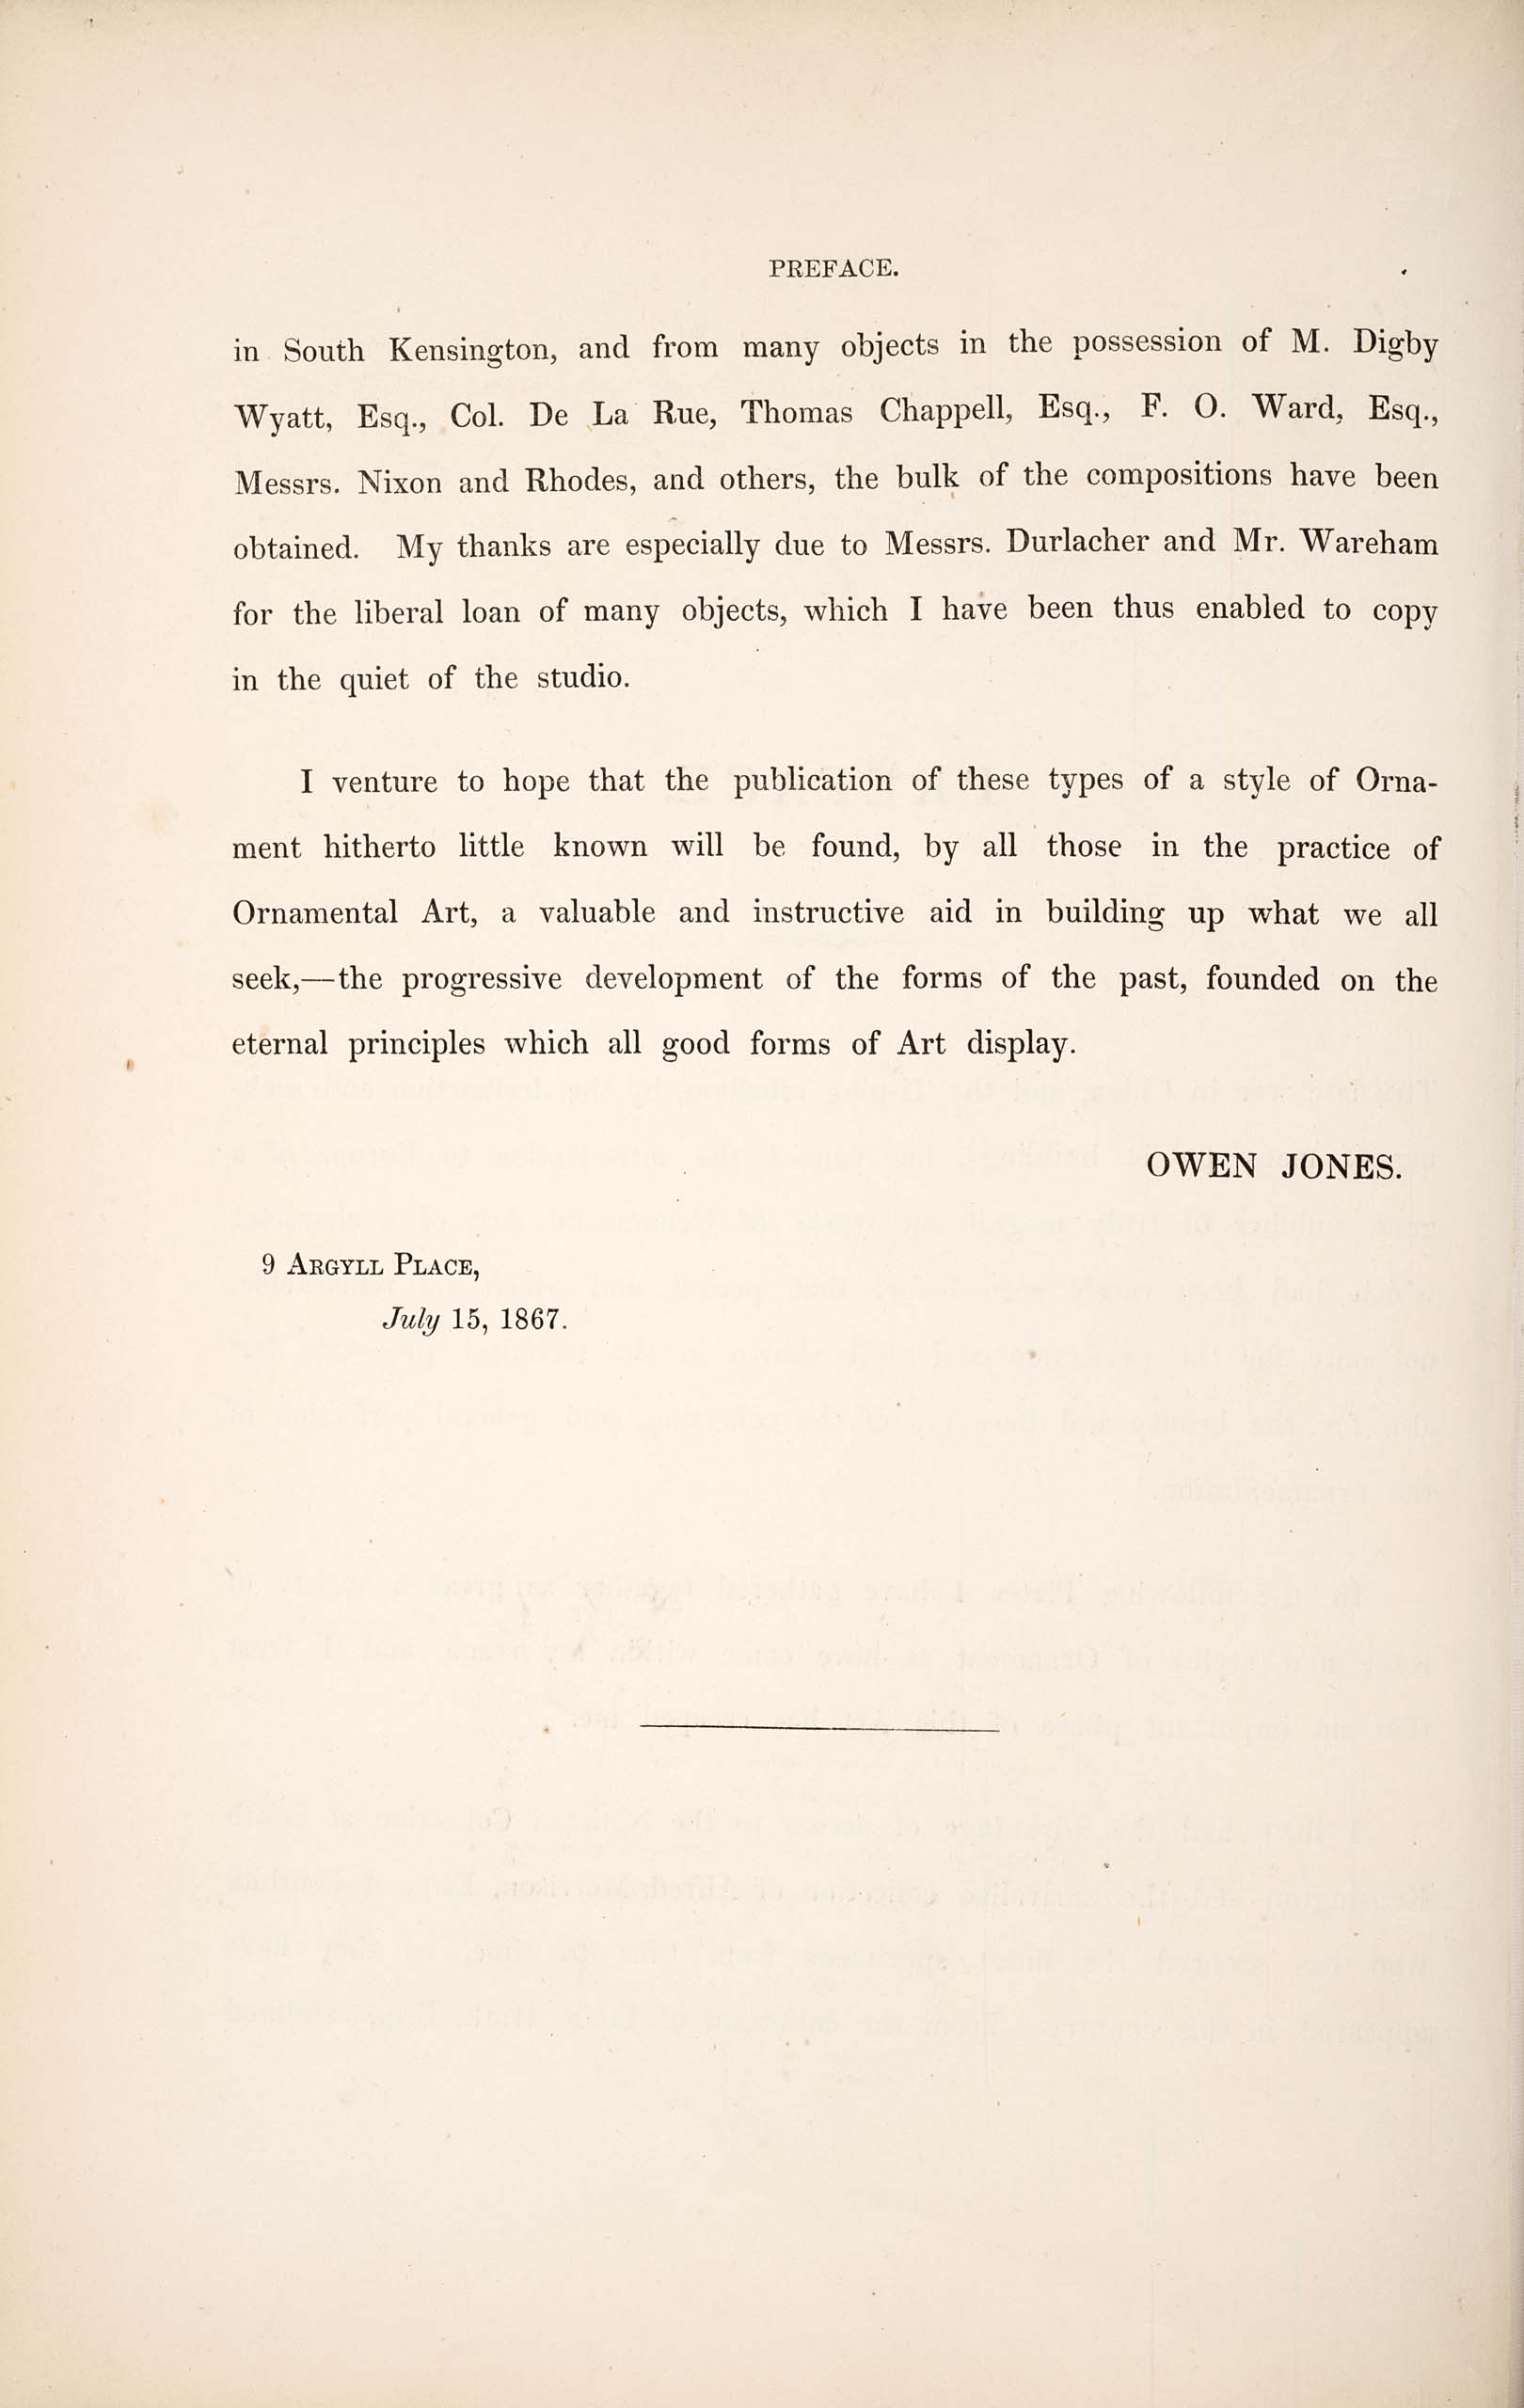 PREFACE.
in South Kensington, and from many objects in the possession of M. Digby
Wyatt, Esq., Col. De La Rue, Thomas Chappell, Esq., F. O. Ward, Esq.,
Messrs. Nixon and Rhodes, and others, the bulk of the compositions have been
obtained. My thanks are especially due to Messrs. Durlacher and Mr. Wareham
for the liberal loan of many objects, which I have been thus enabled to copy
in the quiet of the studio.
I venture to hope that the publication of these types of a style of Orna-
ment hitherto little known will be found, by all those in the practice of
Ornamental Art, a valuable and instructive aid in building up what we all
seek,—the progressive development of the forms of the past, founded on the
eternal principles which all good forms of Art display.
OWEN JONES.
9 Argyll Place,
July 15, 1867.